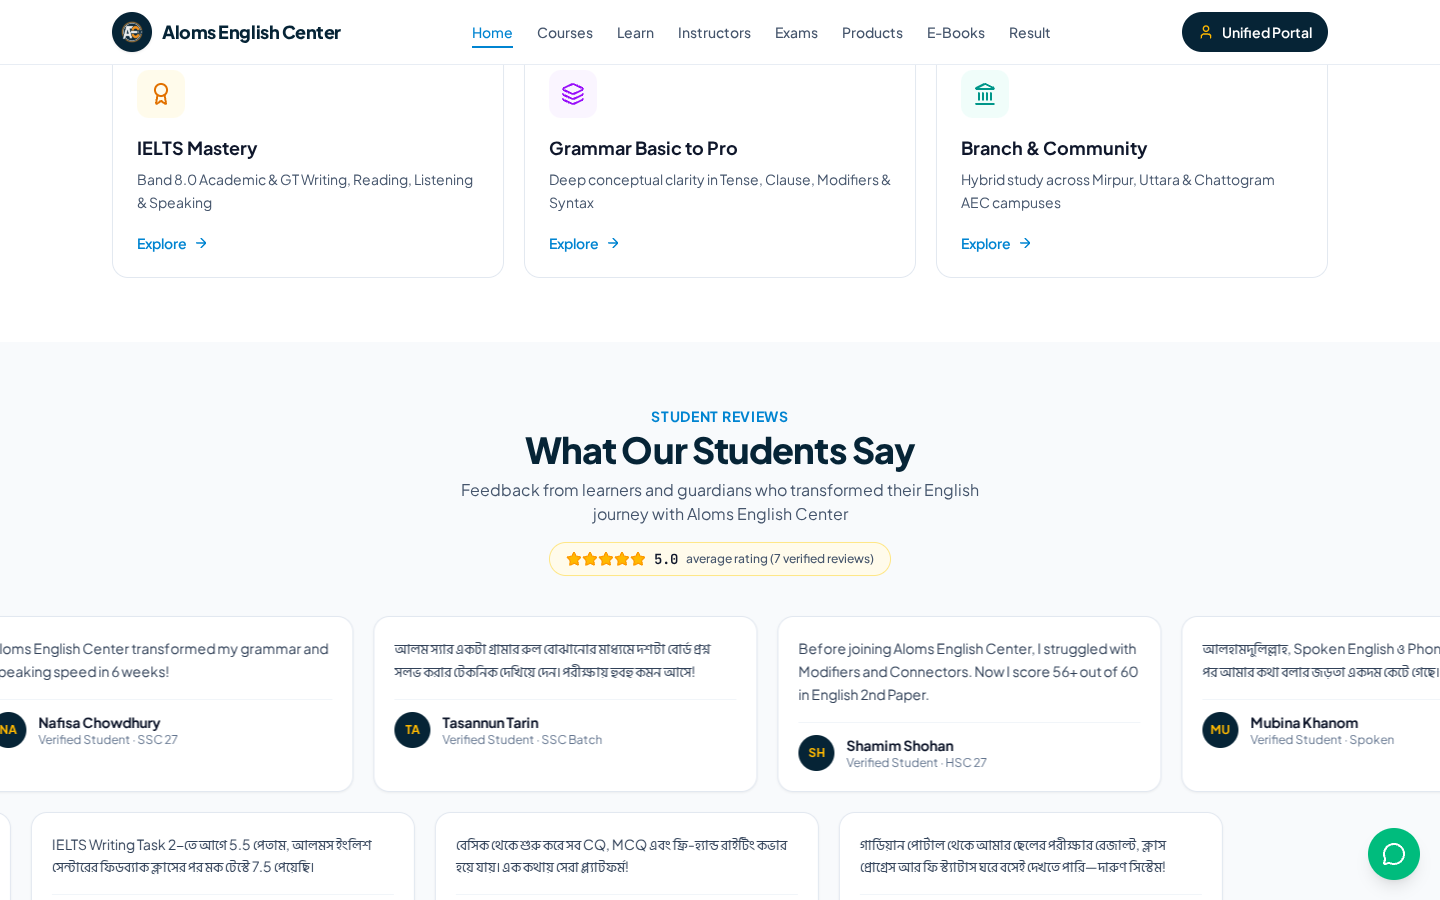 Aloms English Center
Home
Courses
Learn
Instructors
Exams
Products
E-Books
Result
Unified Portal
IELTS Mastery
Band 8.0 Academic & GT Writing, Reading, Listening
& Speaking
Explore
Grammar Basic to Pro
Deep conceptual clarity in Tense, Clause, Modifiers &
Syntax
Explore
Branch & Community
Hybrid study across Mirpur, Uttara & Chattogram
AEC campuses
Explore
STUDENT REVIEWS
What Our Students Say
Feedback from learners and guardians who transformed their English
journey with Aloms English Center
5.0 average rating (7 verified reviews)
loms English Center transformed my grammar and
peaking speed in 6 weeks!
NA
Nafisa Chowdhury
Verified Student · SSC 27
আলম স্যার একটা গ্রামার রুল বোঝানোর মাধ্যমে দশটা বোর্ড প্রশ্ন
সলভ করার টেকনিক দেখিয়ে দেন। পরীক্ষায় হুবহু কমন আসে!
TA
Tasannun Tarin
Verified Student · SSC Batch
Before joining Aloms English Center, I struggled with
Modifiers and Connectors. Now I score 56+ out of 60
in English 2nd Paper.
SH
Shamim Shohan
Verified Student · HSC 27
আলহামদুলিল্লাহ, Spoken English ও Phon
পর আমার কথা বলার জড়তা একদম কেটে গেছে।
MU
Mubina Khanom
Verified Student · Spoken
IELTS Writing Task 2-তে আগে 5.5 পেতাম, আলমস ইংলিশ
সেন্টারের ফিডব্যাক ক্লাসের পর মক টেস্টে 7.5 পেয়েছি।
বেসিক থেকে শুরু করে সব CQ, MCQ এবং ফ্রি-হ্যান্ড রাইটিং কভার
হয়ে যায়। এক কথায় সেরা প্ল্যাটফর্ম!
গার্ডিয়ান পোর্টাল থেকে আমার ছেলের পরীক্ষার রেজাল্ট, ক্লাস
প্রোগ্রেস আর ফি স্ট্যাটাস ঘরে বসেই দেখতে পারি—দারুণ সিস্টেম!